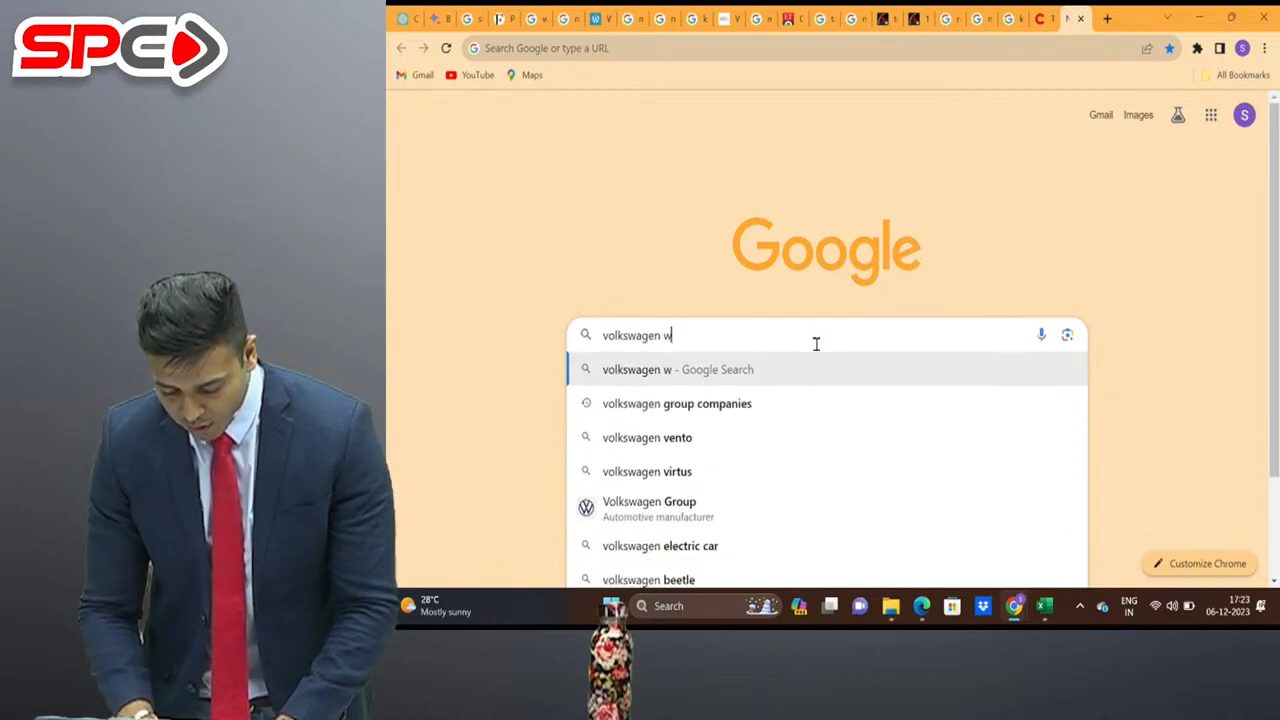 SPC
Search Google or type a URL
Gmail
YouTube
Maps
All Bookmarks
Gmail
Images
S
Google
volkswagen w
volkswagen w - Google Search
volkswagen group companies
volkswagen vento
volkswagen virtus
Volkswagen Group
Automotive manufacturer
volkswagen electric car
volkswagen beetle
Customize Chrome
28°C
Mostly sunny
Search
ENG
IN
17:23
06-12-2023